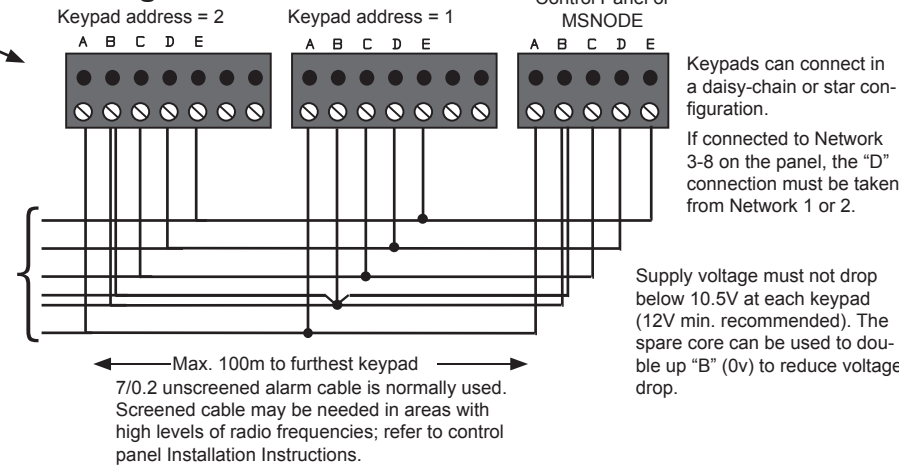 Keypad address = 2
Keypad address = 1
MSNODE
A B C D E
A B C D E
A B C D E
Keypads can connect in
a daisy-chain or star con-
figuration.
If connected to Network
3-8 on the panel, the “D”
connection must be taken
from Network 1 or 2.
Supply voltage must not drop
below 10.5V at each keypad
(12V min. recommended). The
spare core can be used to dou-
ble up “B” (0v) to reduce voltage
drop.
Max. 100m to furthest keypad
7/0.2 unscreened alarm cable is normally used.
Screened cable may be needed in areas with
high levels of radio frequencies; refer to control
panel Installation Instructions.